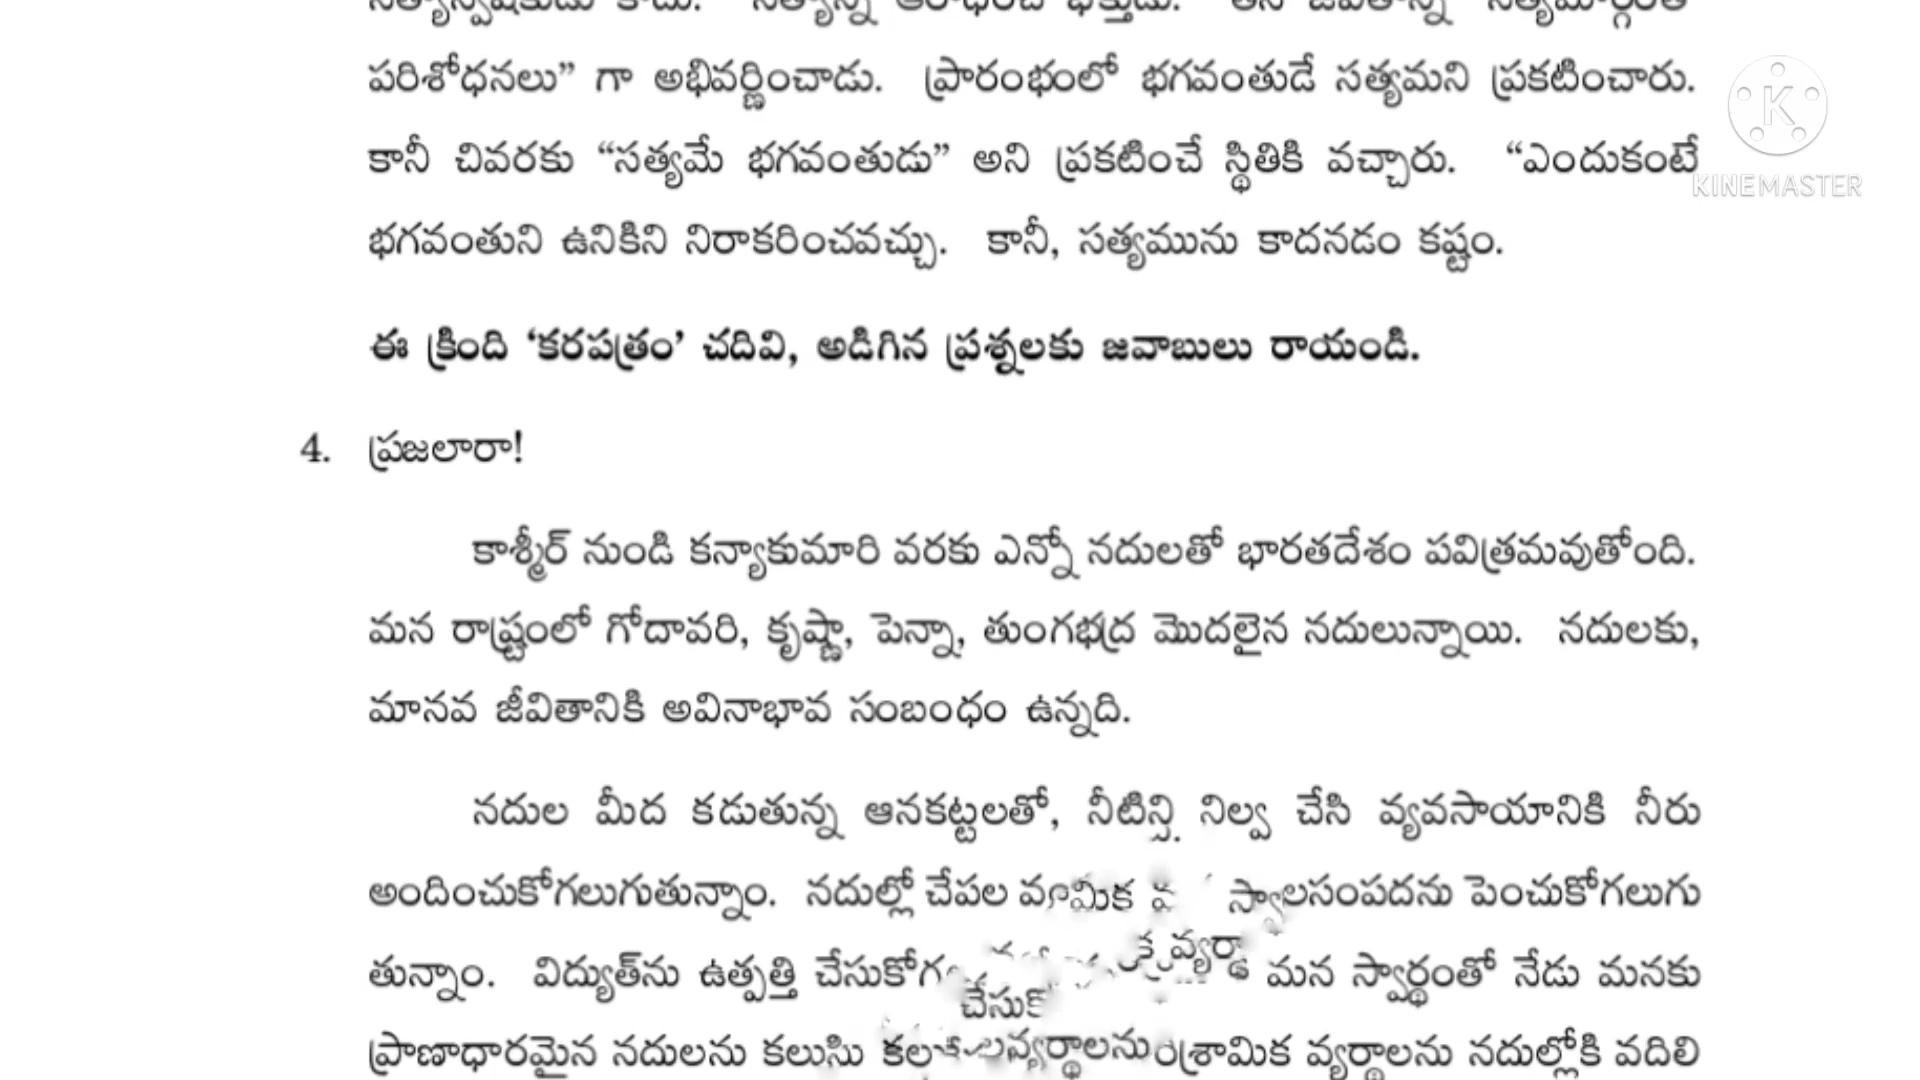 పరిశోధనలు” గా అభివర్ణించాడు. ప్రారంభంలో భగవంతుడే సత్యమని ప్రకటించారు.
కానీ చివరకు “సత్యమే భగవంతుడు” అని ప్రకటించే స్థితికి వచ్చారు. “ఎందుకంటే
భగవంతుని ఉనికిని నిరాకరించవచ్చు. కానీ, సత్యమును కాదనడం కష్టం.
ఈ క్రింది ‘కరపత్రం’ చదివి, అడిగిన ప్రశ్నలకు జవాబులు రాయండి.
4. ప్రజలారా!
కాశ్మీర్ నుండి కన్యాకుమారి వరకు ఎన్నో నదులతో భారతదేశం పవిత్రమవుతోంది.
మన రాష్ట్రంలో గోదావరి, కృష్ణా, పెన్నా, తుంగభద్ర మొదలైన నదులున్నాయి. నదులకు,
మానవ జీవితానికి అవినాభావ సంబంధం ఉన్నది.
నదుల మీద కడుతున్న ఆనకట్టలతో, నీటిన్ని నిల్వ చేసి వ్యవసాయానికి నీరు
అందించుకోగలుగుతున్నాం. నదుల్లో చేపల పెంచుకోగలుగు
తున్నాం. విద్యుత్‌ను ఉత్పత్తి మన స్వార్థంతో నేడు మనకు
ప్రాణాధారమైన నదులను వ్యర్థాలను నదుల్లోకి వదిలి
KINEMASTER